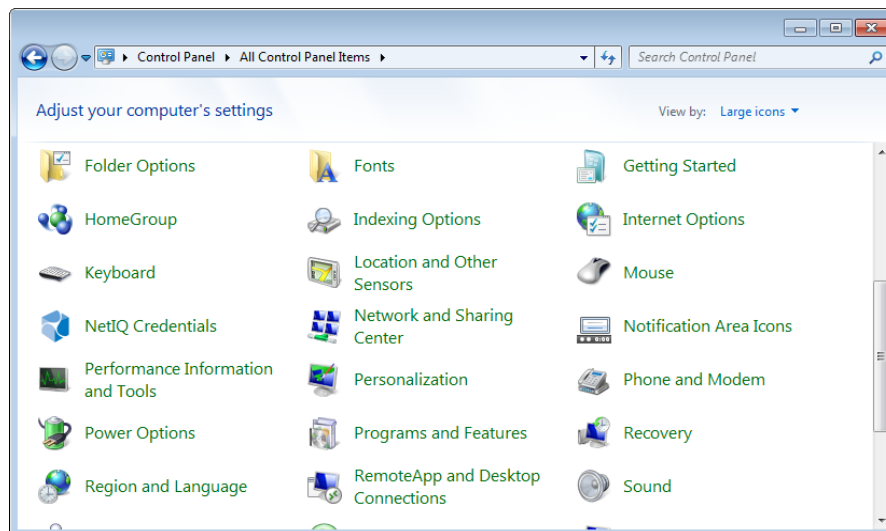 Control Panel All Control Panel Items
Search Control Panel
Adjust your computer's settings
View by: Large icons
Folder Options
Fonts
Getting Started
HomeGroup
Indexing Options
Internet Options
Keyboard
Location and Other
Sensors
Mouse
NetIQ Credentials
Network and Sharing
Center
Notification Area Icons
Performance Information
and Tools
Personalization
Phone and Modem
Power Options
Programs and Features
Recovery
Region and Language
RemoteApp and Desktop
Connections
Sound